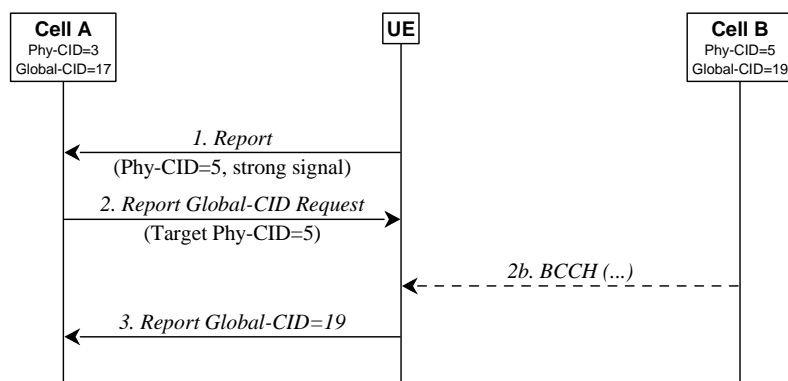 Cell A
Phy-CID=3
Global-CID=17
UE
Cell B
Phy-CID=5
Global-CID=19
1. Report
(Phy-CID=5, strong signal)
2. Report Global-CID Request
(Target Phy-CID=5)
2b. BCCH (...)
3. Report Global-CID=19